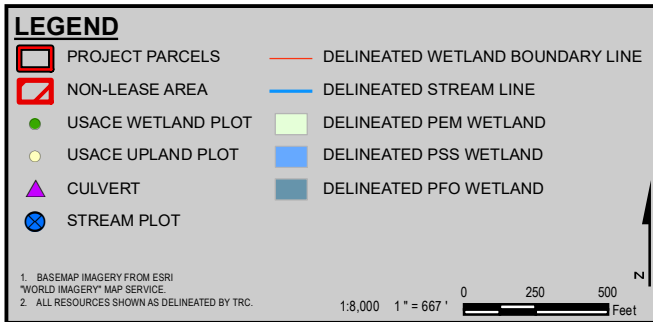 LEGEND
PROJECT PARCELS
NON-LEASE AREA
USACE WETLAND PLOT
USACE UPLAND PLOT
CULVERT
STREAM PLOT
DELINEATED WETLAND BOUNDARY LINE
DELINEATED STREAM LINE
DELINEATED PEM WETLAND
DELINEATED PSS WETLAND
DELINEATED PFO WETLAND
1. BASEMAP IMAGERY FROM ESRI
"WORLD IMAGERY" MAP SERVICE.
2. ALL RESOURCES SHOWN AS DELINEATED BY TRC.
1:8,000 1 " = 667 '
0 250 500
Feet
N